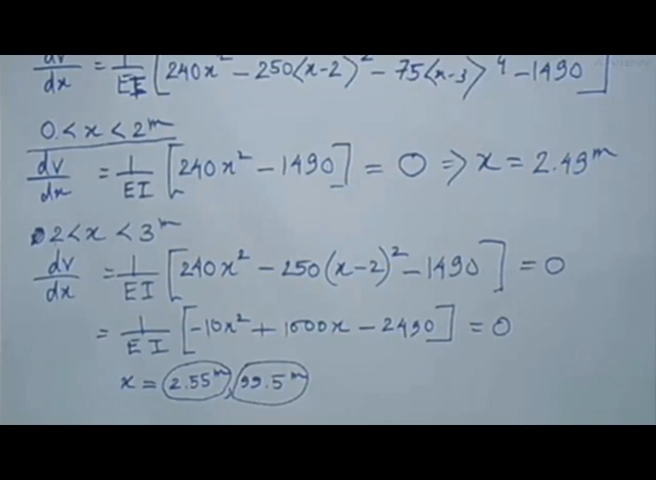 dv/dx = 1/EI [240x² - 250⟨x-2⟩² - 75⟨x-3⟩⁴ - 1490]
0 < x < 2ᵐ
dv/dx = 1/EI [240x² - 1490] = 0 ⇒ x = 2.49ᵐ
2 < x < 3ᵐ
dv/dx = 1/EI [240x² - 250(x-2)² - 1490] = 0
= 1/EI [-10x² + 1000x - 2490] = 0
x = 2.55ᵐ, 99.5ᵐ